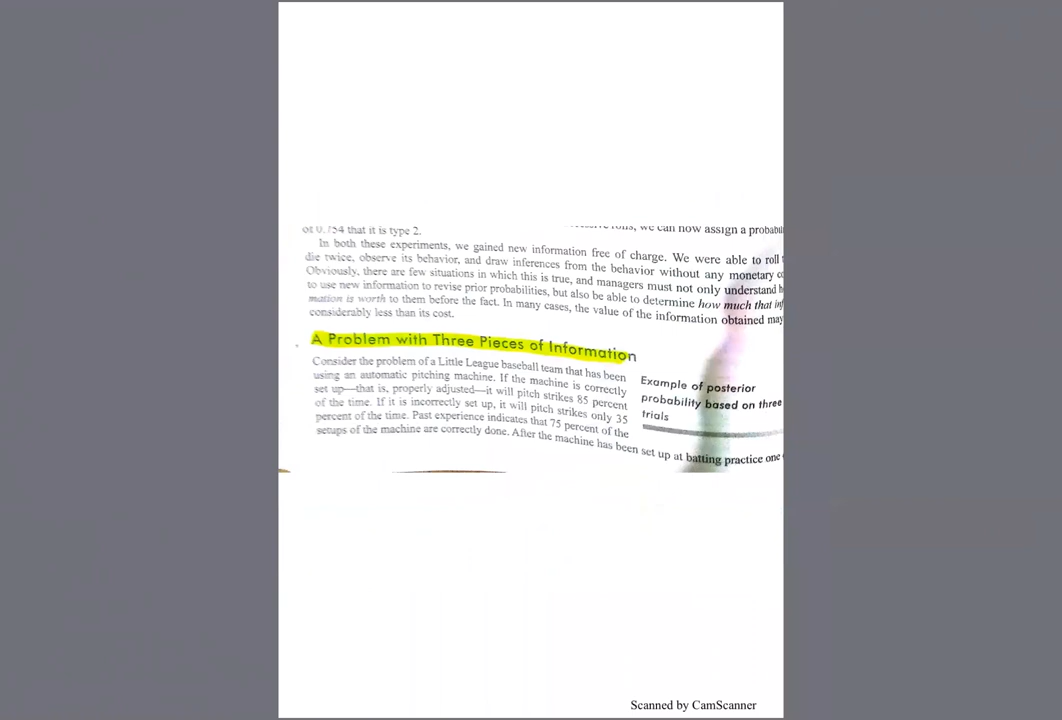 of 0.754 that it is type 2.
we can now assign a
In both these experiments, we gained new information free of charge. We were able to roll
die twice, observe its behavior, and draw inferences from the behavior without any monetary
Obviously, there are few situations in which this is true, and managers must not only understand
to use new information to revise prior probabilities, but also be able to determine how much that
mation is worth to them before the fact. In many cases, the value of the information obtained may
considerably less than its cost.
A Problem with Three Pieces of Information
Consider the problem of a Little League baseball team that has been
using an automatic pitching machine. If the machine is correctly
set up—that is, properly adjusted—it will pitch strikes 85 percent
of the time. If it is incorrectly set up, it will pitch strikes only 35
percent of the time. Past experience indicates that 75 percent of the
setups of the machine are correctly done. After the machine has been set up at batting practice one
Example of posterior
probability based on three
trials
Scanned by CamScanner